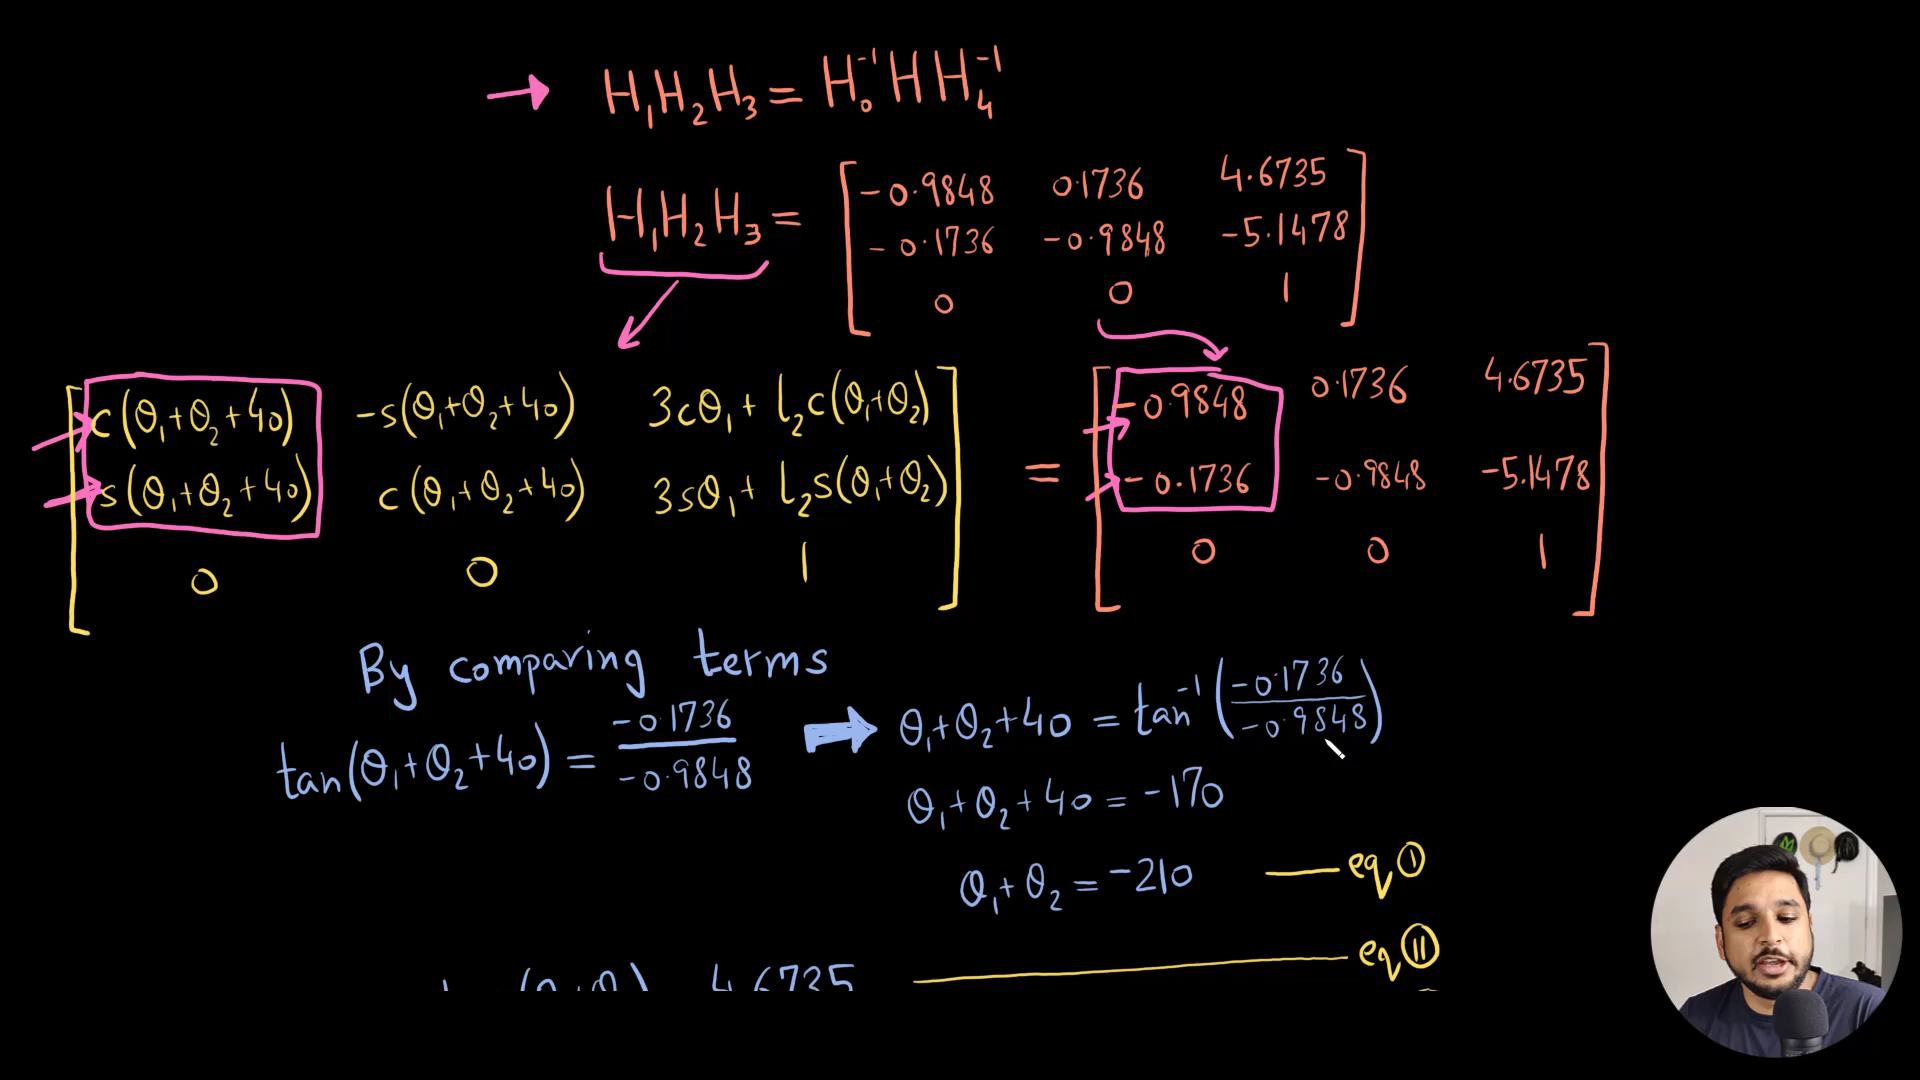 H₁H₂H₃ = H₀⁻¹ H H₄⁻¹
H₁H₂H₃ = [ -0.9848 0.1736 4.6735
-0.1736 -0.9848 -5.1478
0 0 1 ]
[ c(θ₁+θ₂+40) -s(θ₁+θ₂+40) 3cθ₁+ l₂c(θ₁+θ₂) = [ -0.9848 0.1736 4.6735
s(θ₁+θ₂+40) c(θ₁+θ₂+40) 3sθ₁+ l₂s(θ₁+θ₂) -0.1736 -0.9848 -5.1478
0 0 1 ] 0 0 1 ]
By comparing terms
tan(θ₁+θ₂+40) = -0.1736 / -0.9848
θ₁+θ₂+40 = tan⁻¹(-0.1736 / -0.9848)
θ₁+θ₂+40 = -170
θ₁+θ₂ = -210 — eq Ⅰ
4.6735 — eq Ⅱ